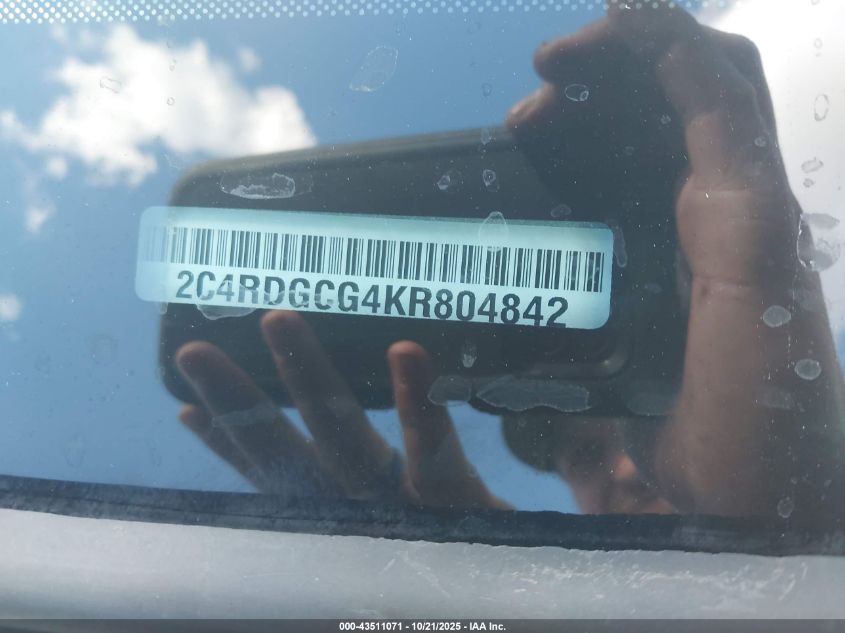 2C4RDGCG4KR804842
000-43511071 - 10/21/2025 - IAA Inc.